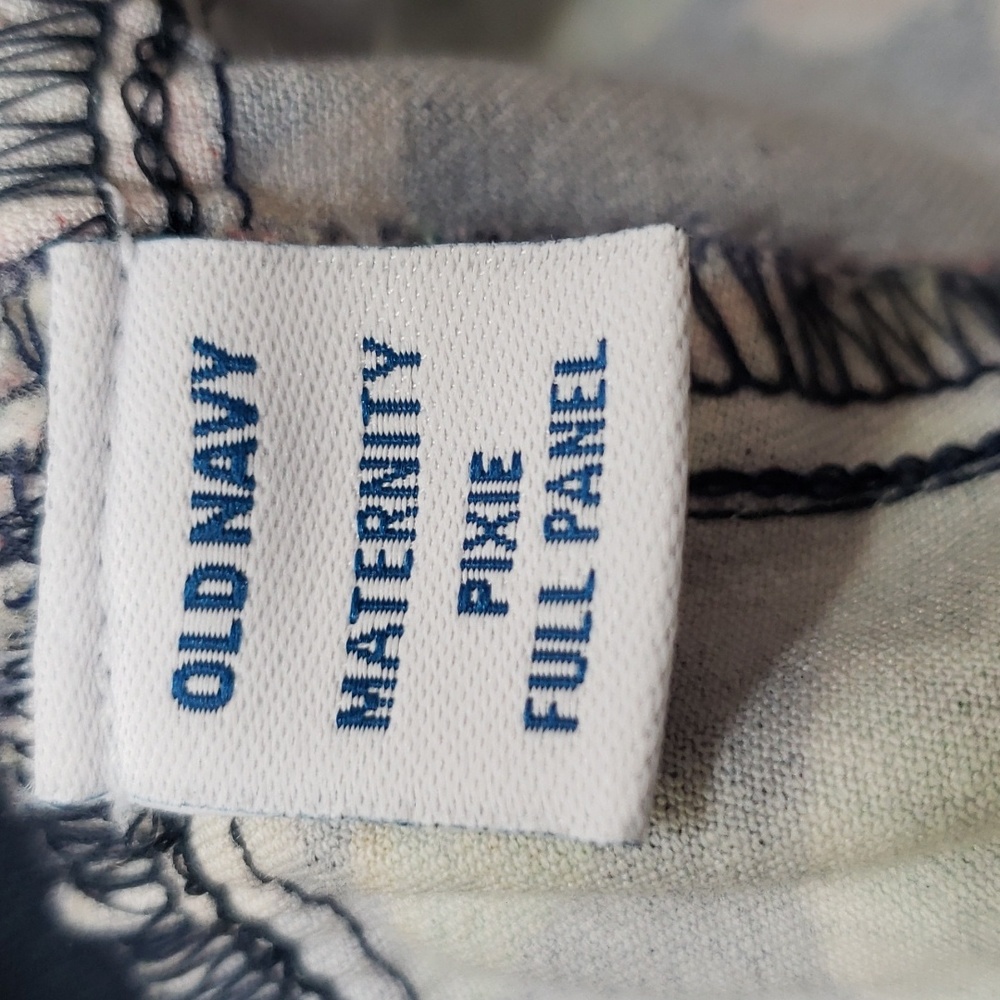 OLD NAVY
MATERNITY
PIXIE
FULL PANEL